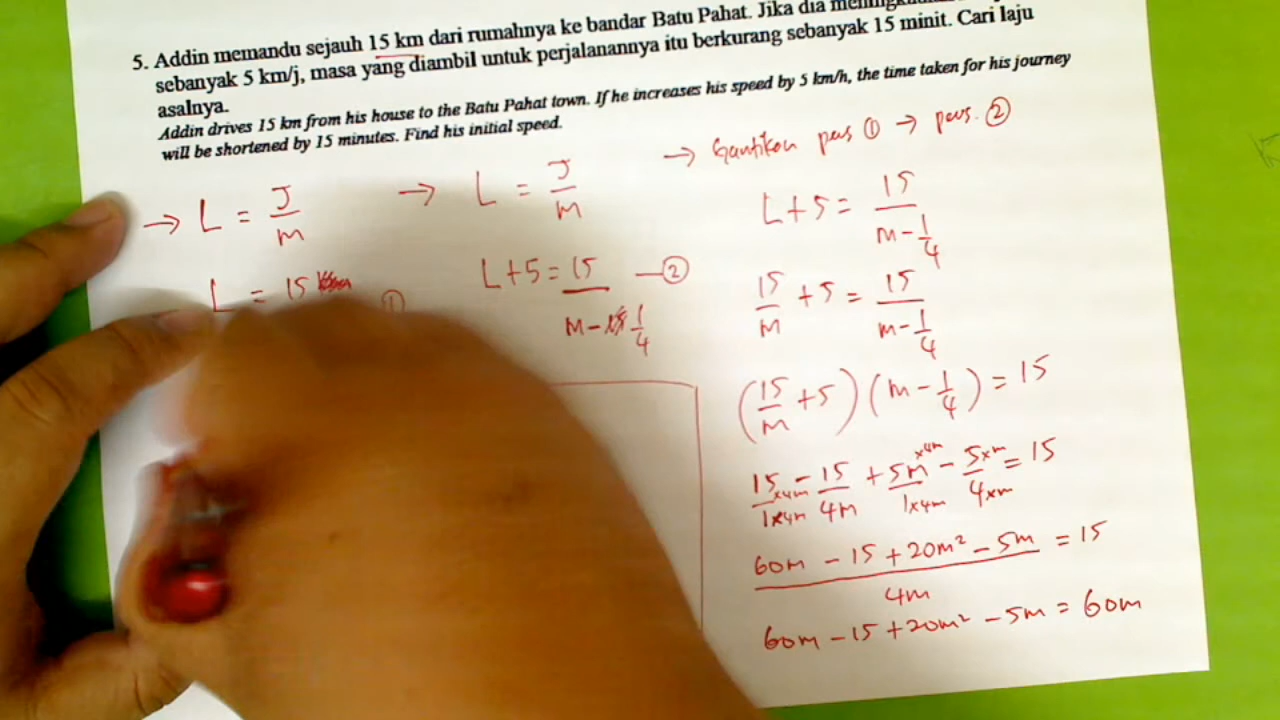 5. Addin memandu sejauh 15 km dari rumahnya ke bandar Batu Pahat. Jika dia
sebanyak 5 km/j, masa yang diambil untuk perjalanannya itu berkurang sebanyak 15 minit. Cari laju
asalnya.
Addin drives 15 km from his house to the Batu Pahat town. If he increases his speed by 5 km/h, the time taken for his journey
will be shortened by 15 minutes. Find his initial speed.
→ L = J/m
L = 15
①
→ L = J/m
L+5 = 15/(m - 1/4) — ②
→ Gantikan pers ① → pers. ②
L+5 = 15/(m - 1/4)
15/m + 5 = 15/(m - 1/4)
(15/m + 5)(m - 1/4) = 15
15×4m/1×4m - 15/4m + 5m×4m/1×4m - 5×m/4×m = 15
(60m - 15 + 20m² - 5m)/4m = 15
60m - 15 + 20m² - 5m = 60m